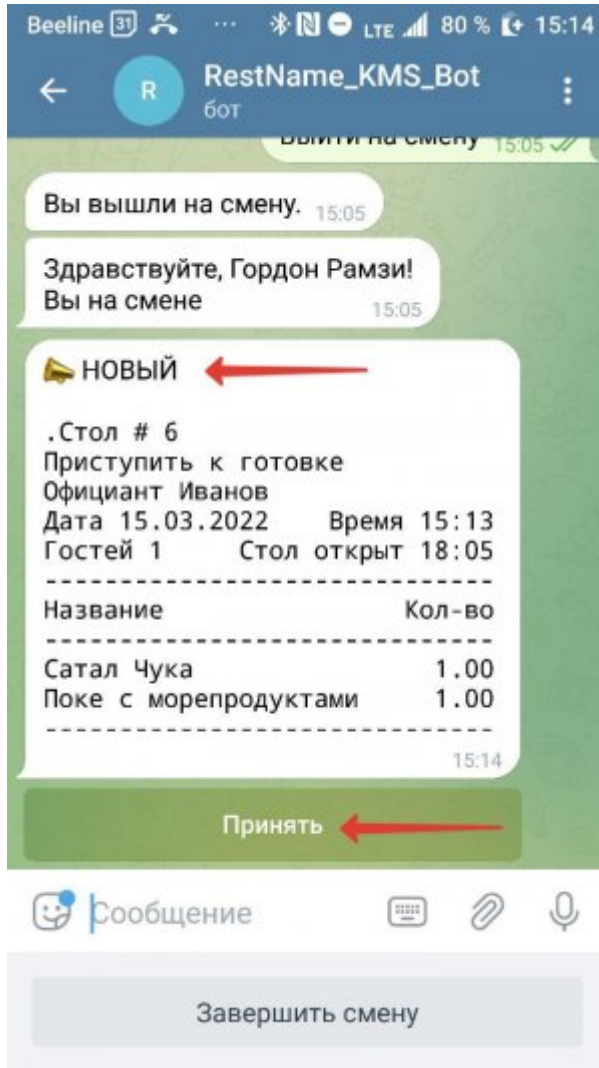 Beeline 31 ... LTE 80 % 15:14
R
RestName_KMS_Bot
бот
Выйти на смену 15:05
Вы вышли на смену. 15:05
Здравствуйте, Гордон Рамзи!
Вы на смене 15:05
НОВЫЙ
.Стол # 6
Приступить к готовке
Официант Иванов
Дата 15.03.2022 Время 15:13
Гостей 1 Стол открыт 18:05
--------------------------------
Название Кол-во
--------------------------------
Сатал Чука 1.00
Поке с морепродуктами 1.00
--------------------------------
15:14
Принять
Сообщение
Завершить смену